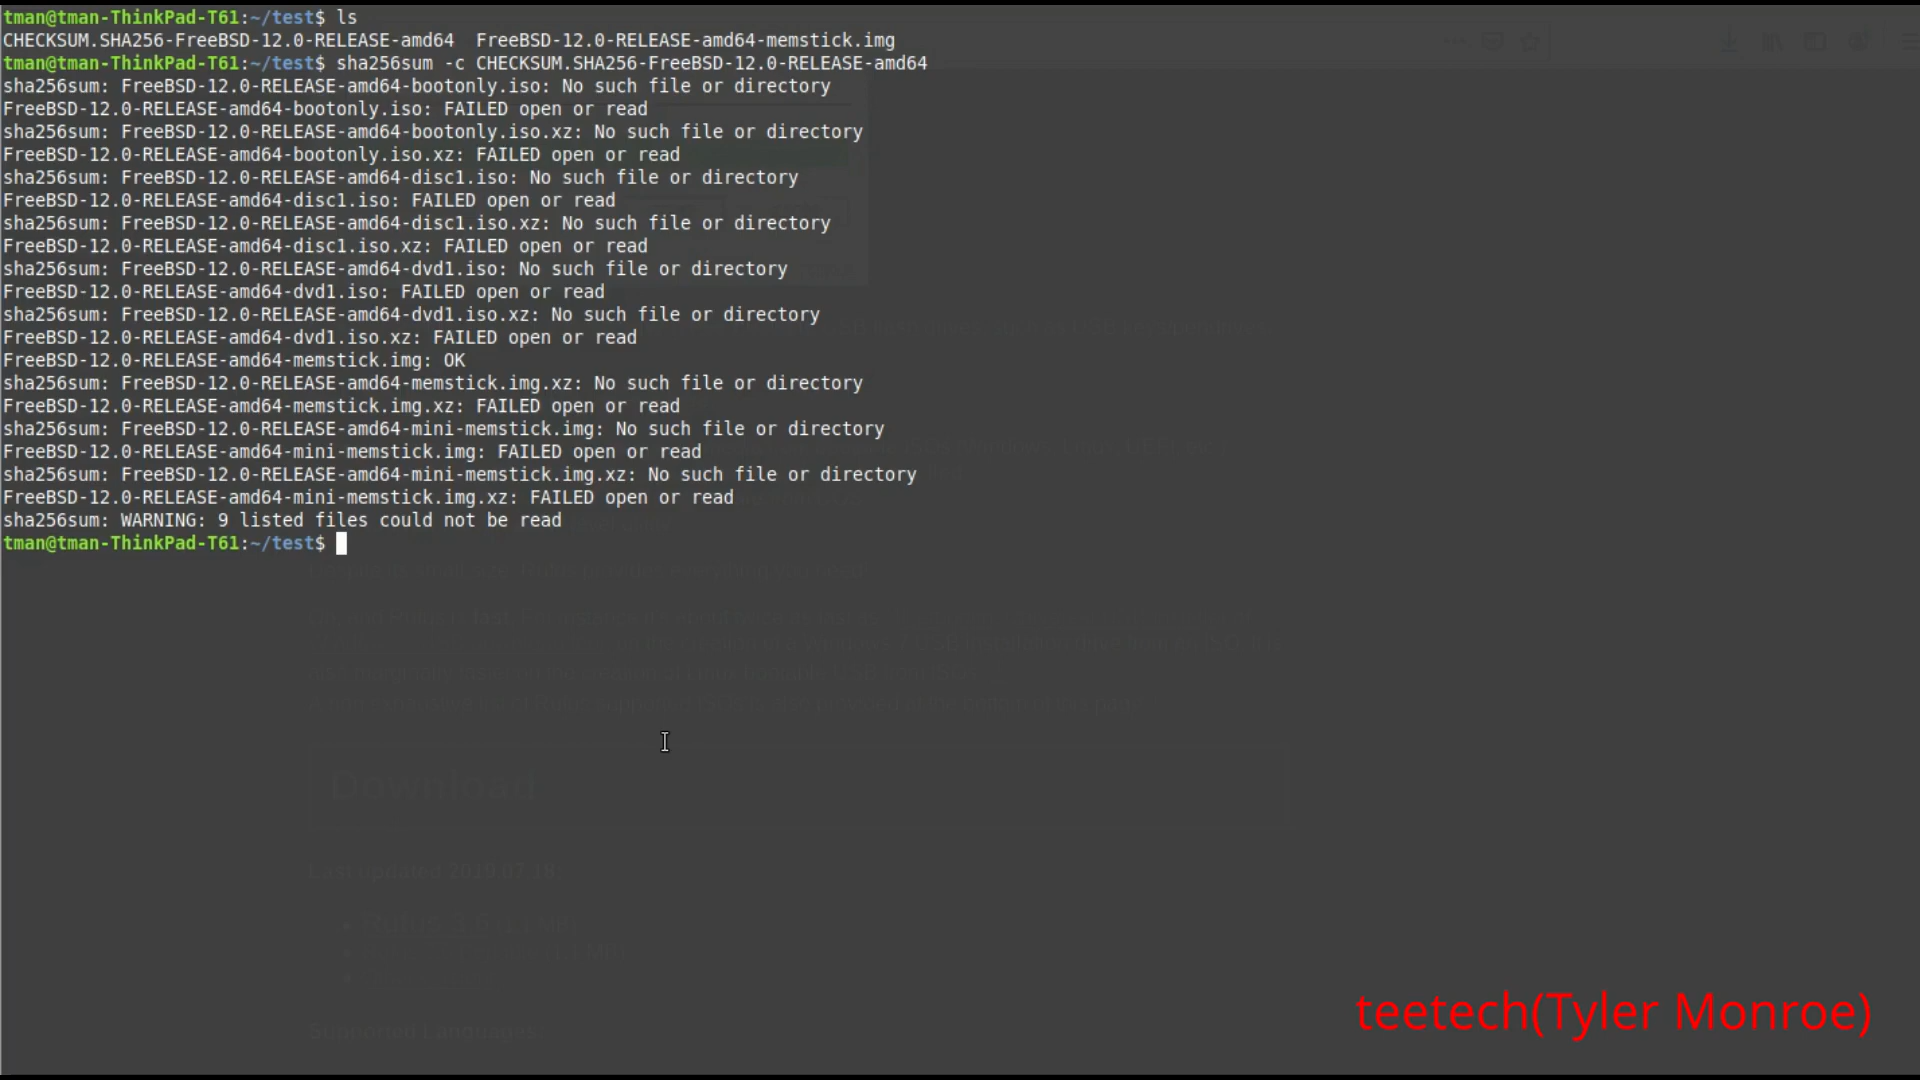 tman@tman-ThinkPad-T61:~/test$ ls
CHECKSUM.SHA256-FreeBSD-12.0-RELEASE-amd64  FreeBSD-12.0-RELEASE-amd64-memstick.img
tman@tman-ThinkPad-T61:~/test$ sha256sum -c CHECKSUM.SHA256-FreeBSD-12.0-RELEASE-amd64
sha256sum: FreeBSD-12.0-RELEASE-amd64-bootonly.iso: No such file or directory
FreeBSD-12.0-RELEASE-amd64-bootonly.iso: FAILED open or read
sha256sum: FreeBSD-12.0-RELEASE-amd64-bootonly.iso.xz: No such file or directory
FreeBSD-12.0-RELEASE-amd64-bootonly.iso.xz: FAILED open or read
sha256sum: FreeBSD-12.0-RELEASE-amd64-disc1.iso: No such file or directory
FreeBSD-12.0-RELEASE-amd64-disc1.iso: FAILED open or read
sha256sum: FreeBSD-12.0-RELEASE-amd64-disc1.iso.xz: No such file or directory
FreeBSD-12.0-RELEASE-amd64-disc1.iso.xz: FAILED open or read
sha256sum: FreeBSD-12.0-RELEASE-amd64-dvd1.iso: No such file or directory
FreeBSD-12.0-RELEASE-amd64-dvd1.iso: FAILED open or read
sha256sum: FreeBSD-12.0-RELEASE-amd64-dvd1.iso.xz: No such file or directory
FreeBSD-12.0-RELEASE-amd64-dvd1.iso.xz: FAILED open or read
FreeBSD-12.0-RELEASE-amd64-memstick.img: OK
sha256sum: FreeBSD-12.0-RELEASE-amd64-memstick.img.xz: No such file or directory
FreeBSD-12.0-RELEASE-amd64-memstick.img.xz: FAILED open or read
sha256sum: FreeBSD-12.0-RELEASE-amd64-mini-memstick.img: No such file or directory
FreeBSD-12.0-RELEASE-amd64-mini-memstick.img: FAILED open or read
sha256sum: FreeBSD-12.0-RELEASE-amd64-mini-memstick.img.xz: No such file or directory
FreeBSD-12.0-RELEASE-amd64-mini-memstick.img.xz: FAILED open or read
sha256sum: WARNING: 9 listed files could not be read
tman@tman-ThinkPad-T61:~/test$
Download
Last updated 2019.07.18
Supported Languages
teetech(Tyler Monroe)